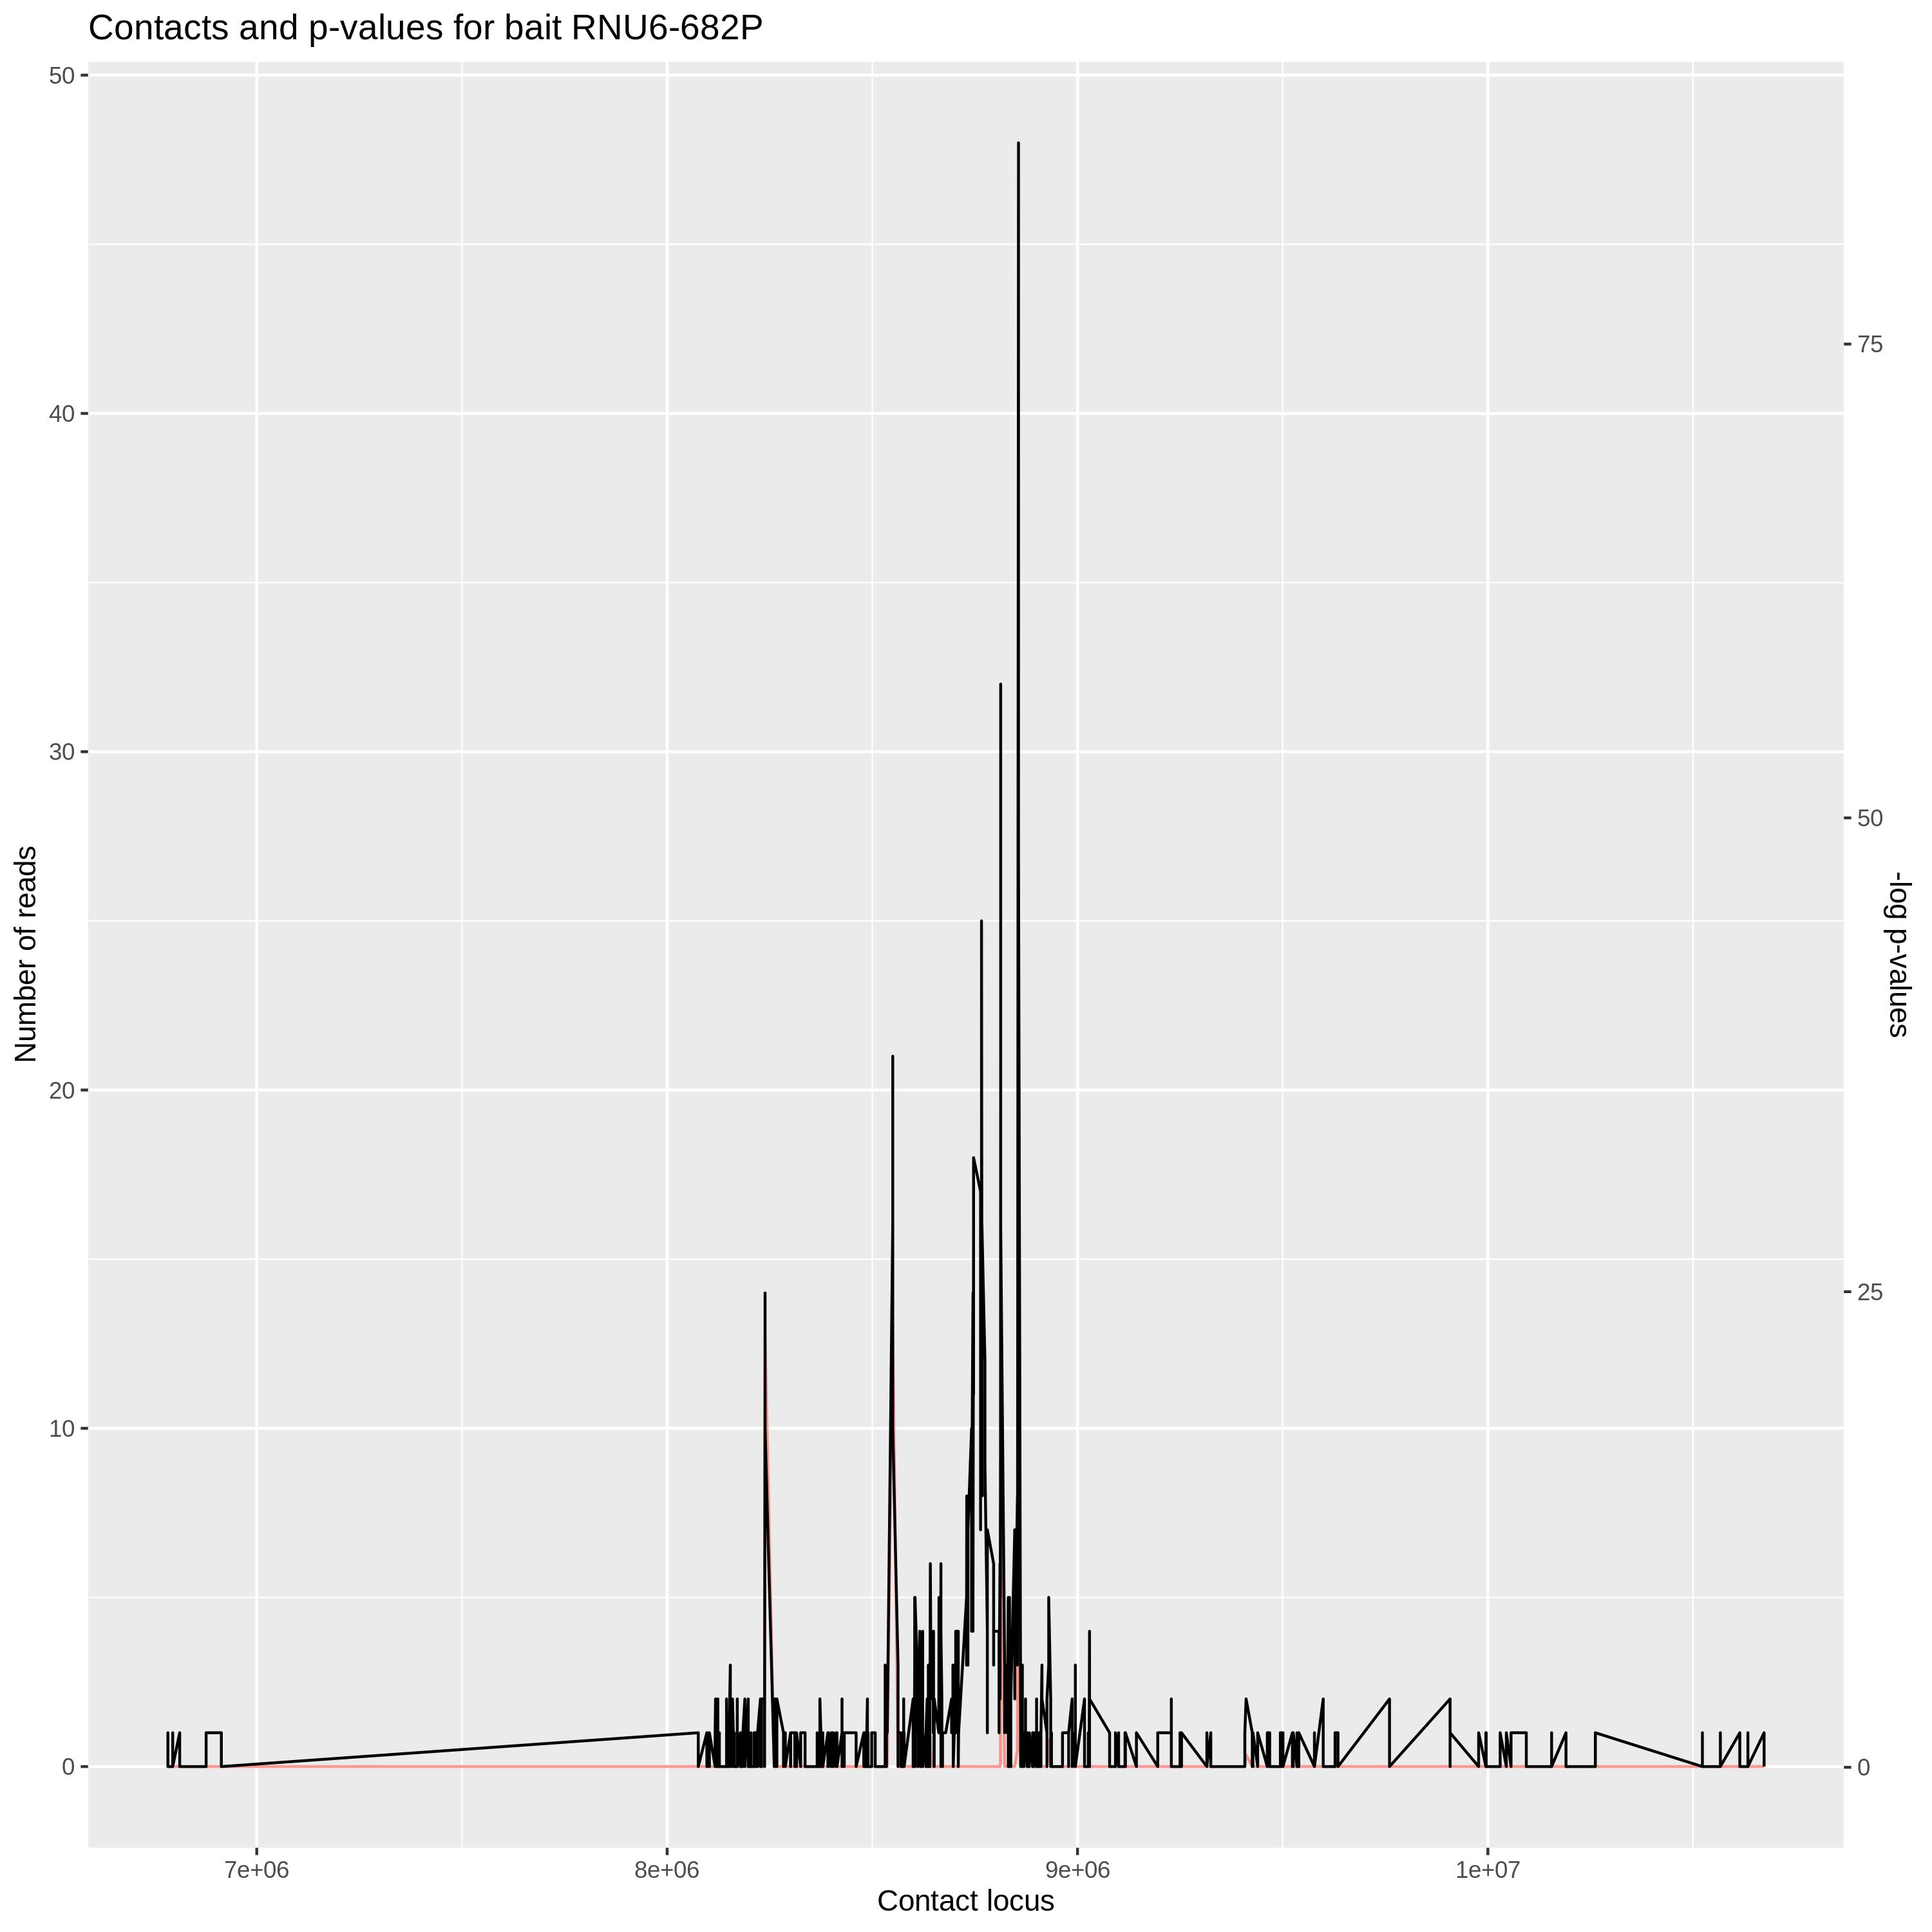 Contacts and p-values for bait RNU6-682P
50
40
30
20
10
0
Number of reads
75
50
25
0
-log p-values
7e+06
8e+06
9e+06
1e+07
Contact locus